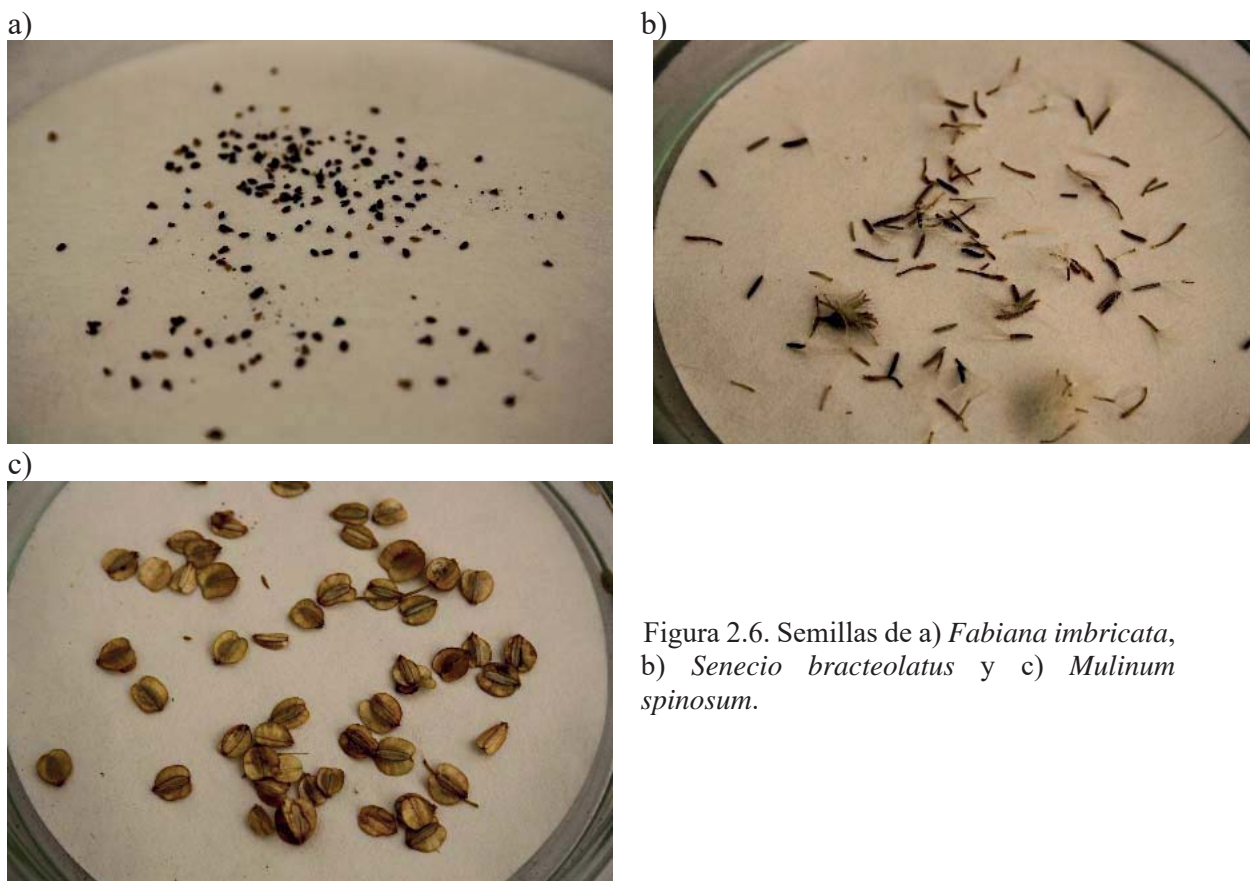 a)
b)
c)
Figura 2.6. Semillas de a) Fabiana imbricata,
b) Senecio bracteolatus y c) Mulinum
spinosum.